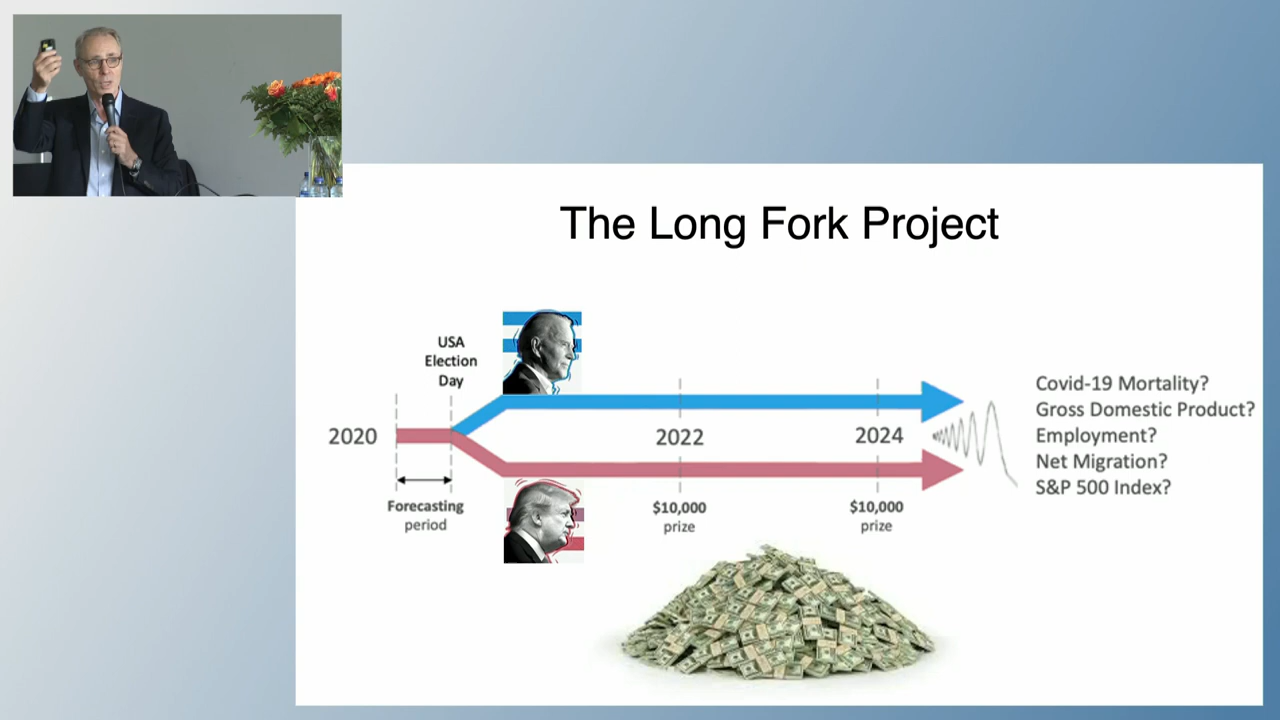 The Long Fork Project
USA
Election
Day
2020
2022
2024
Forecasting
period
$10,000
prize
$10,000
prize
Covid-19 Mortality?
Gross Domestic Product?
Employment?
Net Migration?
S&P 500 Index?